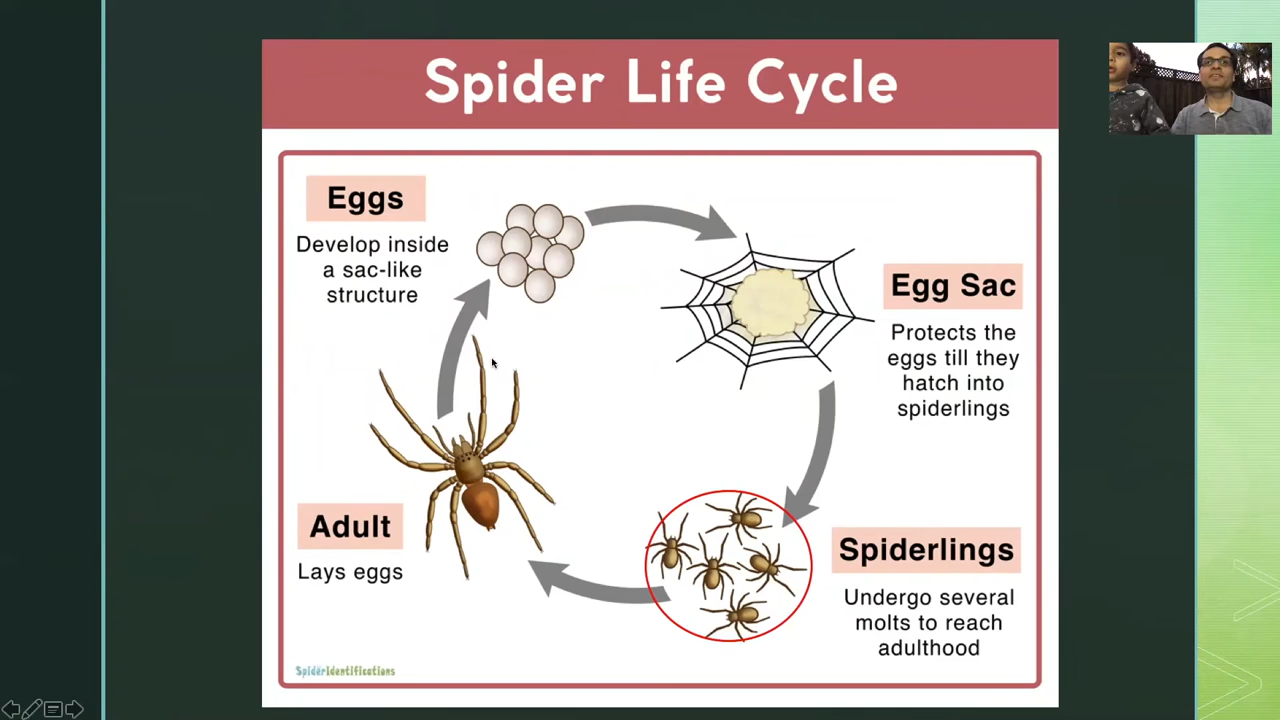 Spider Life Cycle
Eggs
Develop inside
a sac-like
structure
Egg Sac
Protects the
eggs till they
hatch into
spiderlings
Adult
Lays eggs
Spiderlings
Undergo several
molts to reach
adulthood
SpiderIdentifications